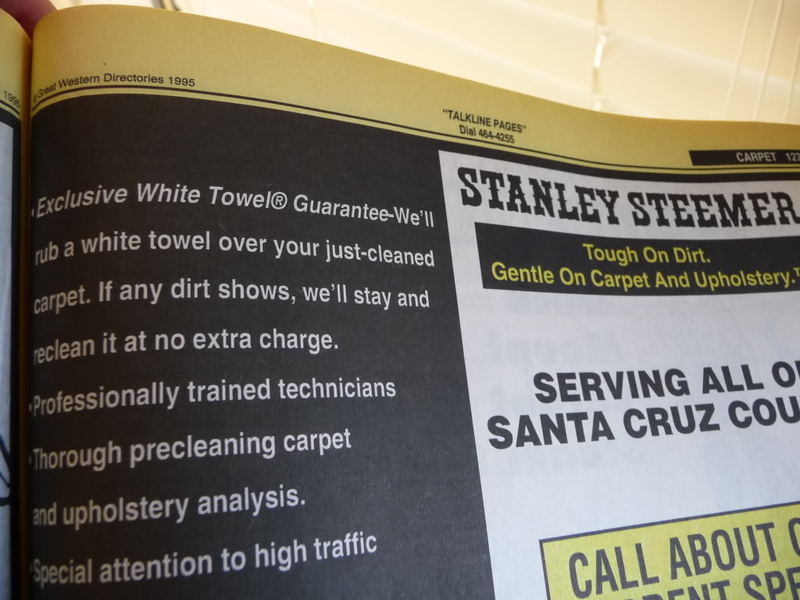 1995
© Great Western Directories 1995
"TALKLINE PAGES"
Dial 464-4255
CARPET 127
• Exclusive White Towel® Guarantee-We'll
rub a white towel over your just-cleaned
carpet. If any dirt shows, we'll stay and
reclean it at no extra charge.
• Professionally trained technicians
• Thorough precleaning carpet
and upholstery analysis.
• Special attention to high traffic
STANLEY STEEMER
Tough On Dirt.
Gentle On Carpet And Upholstery.™
SERVING ALL
SANTA CRUZ
CALL ABOUT